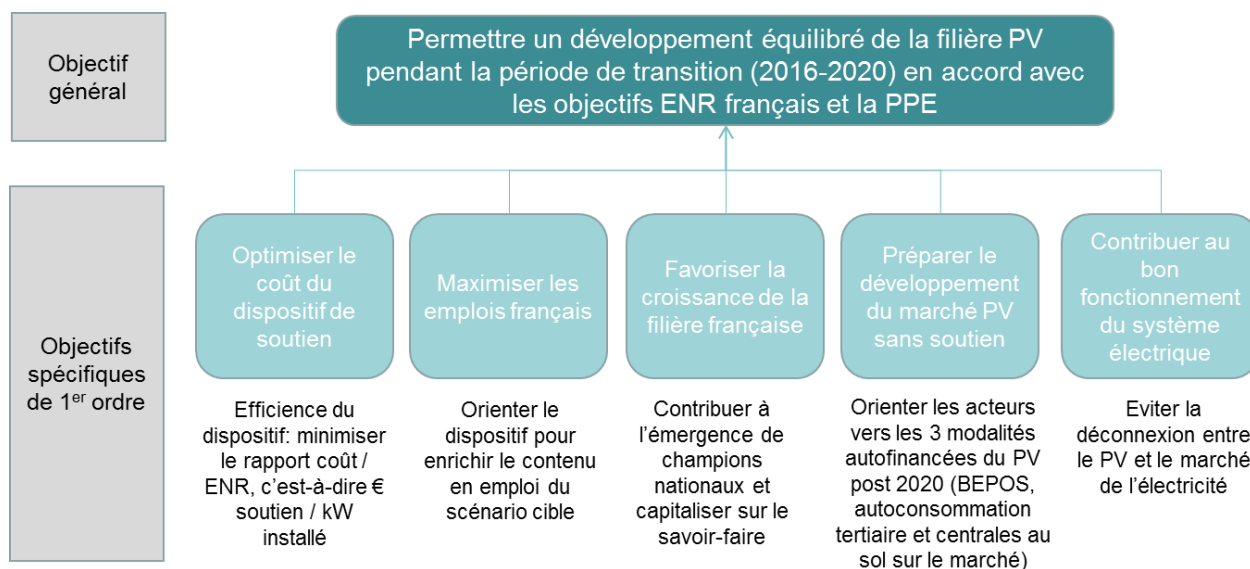 Objectif
général
Permettre un développement équilibré de la filière PV
pendant la période de transition (2016-2020) en accord avec
les objectifs ENR français et la PPE
Objectifs
spécifiques
de 1er ordre
Optimiser le
coût du
dispositif de
soutien
Efficience du
dispositif: minimiser
le rapport coût /
ENR, c’est-à-dire €
soutien / kW
installé
Maximiser les
emplois français
Orienter le
dispositif pour
enrichir le contenu
en emploi du
scénario cible
Favoriser la
croissance de la
filière française
Contribuer à
l’émergence de
champions
nationaux et
capitaliser sur le
savoir-faire
Préparer le
développement
du marché PV
sans soutien
Orienter les acteurs
vers les 3 modalités
autofinancées du PV
post 2020 (BEPOS,
autoconsommation
tertiaire et centrales au
sol sur le marché)
Contribuer au
bon
fonctionnement
du système
électrique
Eviter la
déconnexion entre
le PV et le marché
de l’électricité